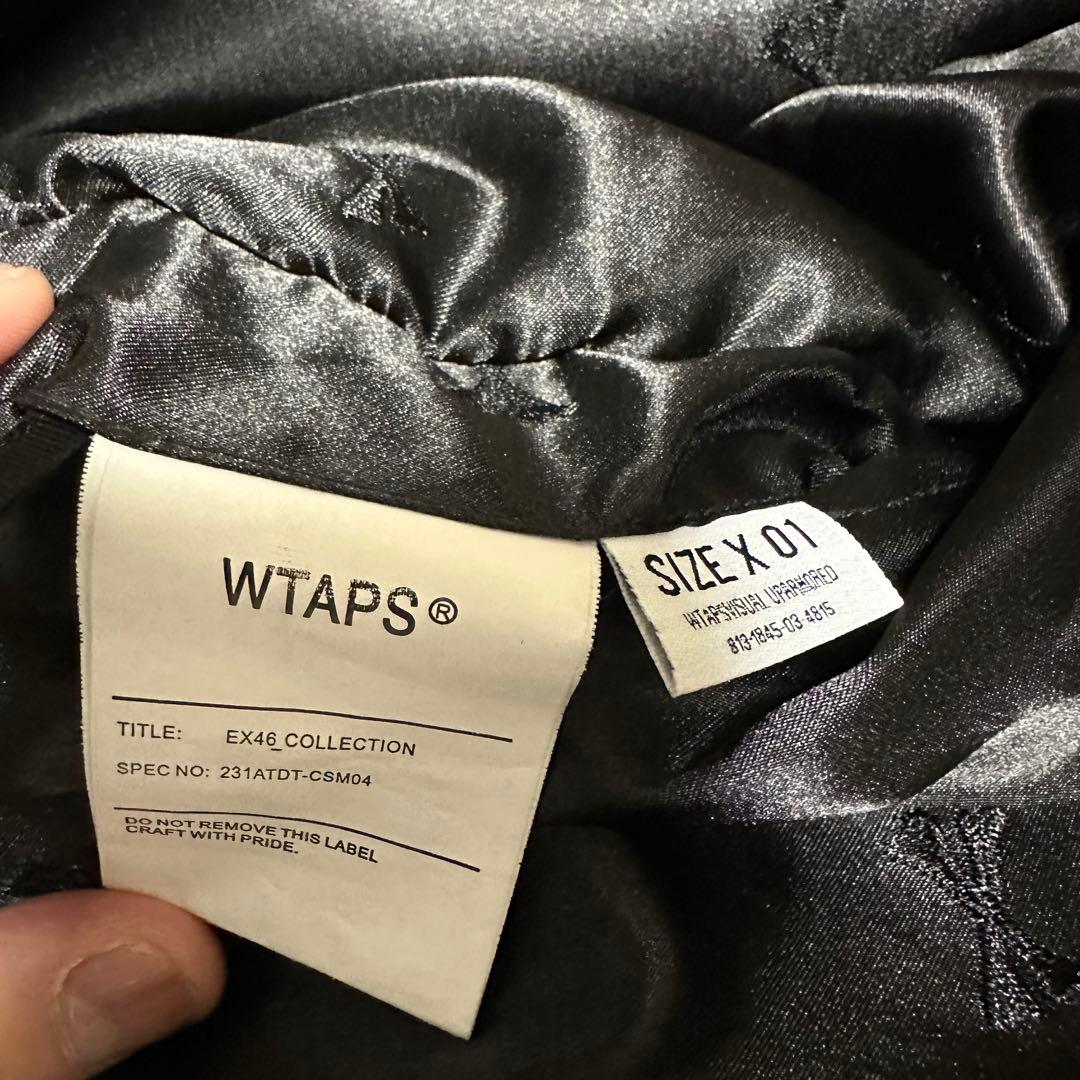 WTAPS®
TITLE: EX46_COLLECTION
SPEC NO: 231ATDT-CSM04
DO NOT REMOVE THIS LABEL
CRAFT WITH PRIDE.
SIZE X 01
WTAPSVISUAL UPARMORED
813-1845-03-4815